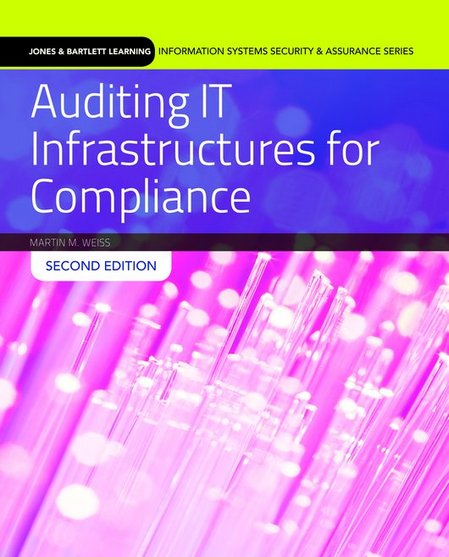 JONES & BARTLETT LEARNING INFORMATION SYSTEMS SECURITY & ASSURANCE SERIES
Auditing IT
Infrastructures for
Compliance
MARTIN M. WEISS
SECOND EDITION